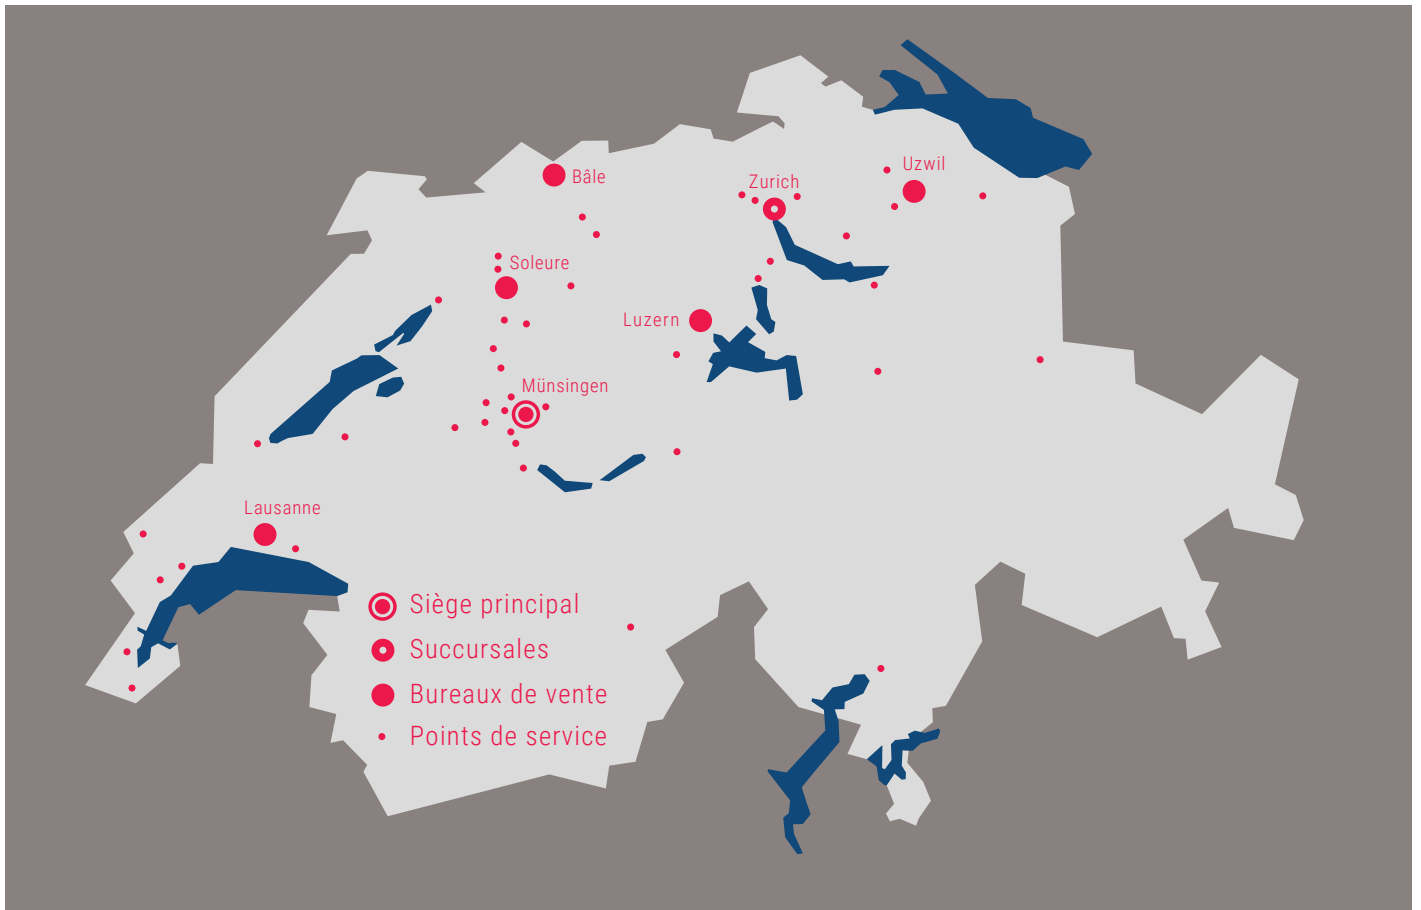 Uzwil
Bâle
Zurich
Soleure
Luzern
Münsingen
Lausanne
Siège principal
Succursales
Bureaux de vente
Points de service